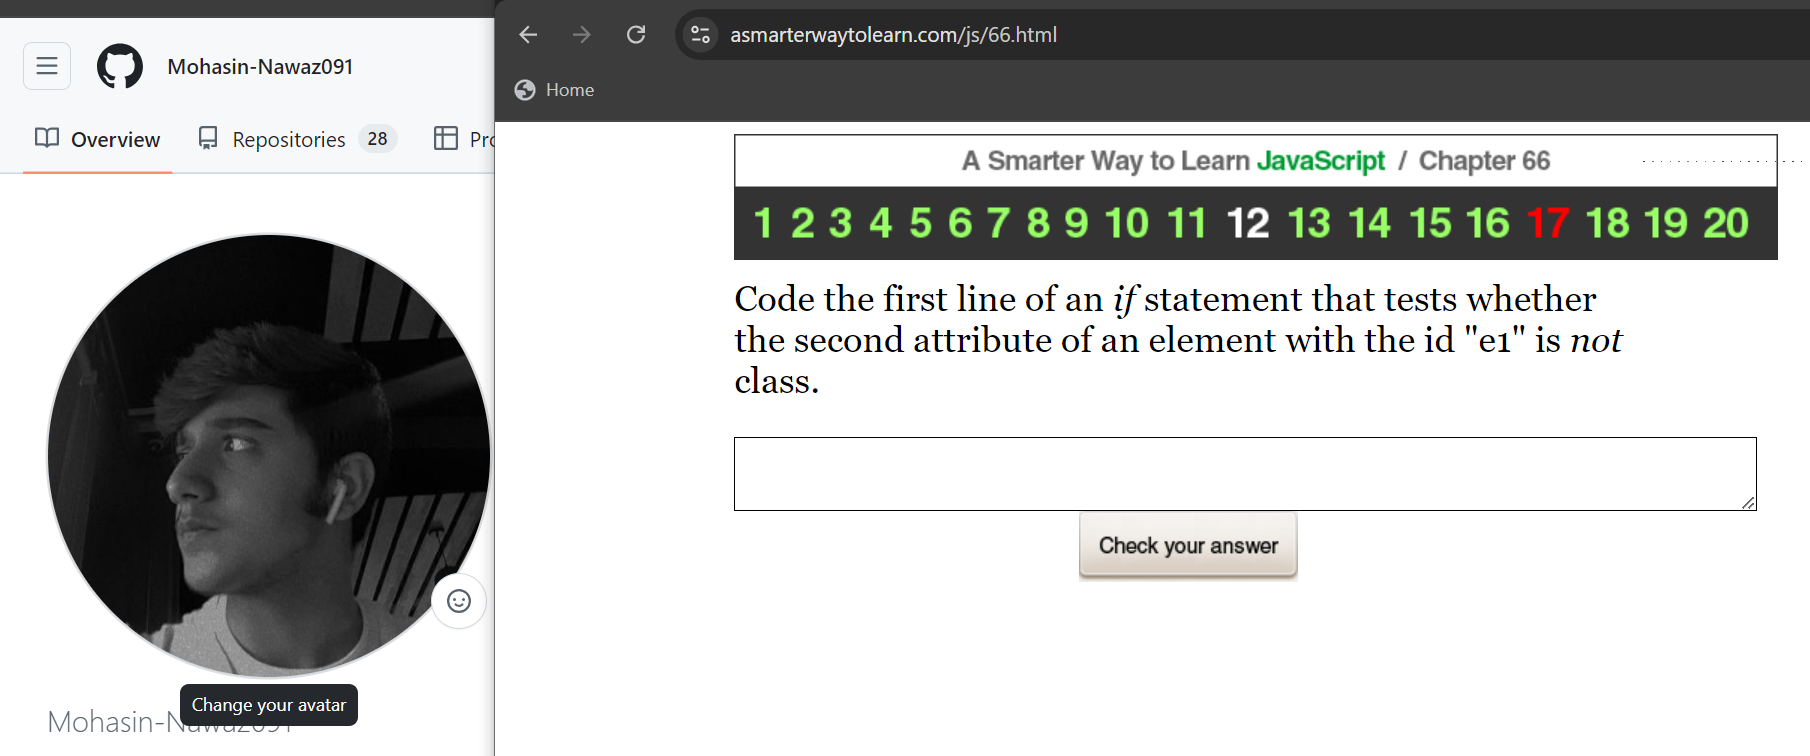 Mohasin-Nawaz091
Overview Repositories 28
asmarterwaytolearn.com/js/66.html
Home
A Smarter Way to Learn JavaScript / Chapter 66
1 2 3 4 5 6 7 8 9 10 11 12 13 14 15 16 17 18 19 20
Code the first line of an if statement that tests whether
the second attribute of an element with the id "e1" is not
class.
Check your answer
Change your avatar
Mohasin-Nawaz091